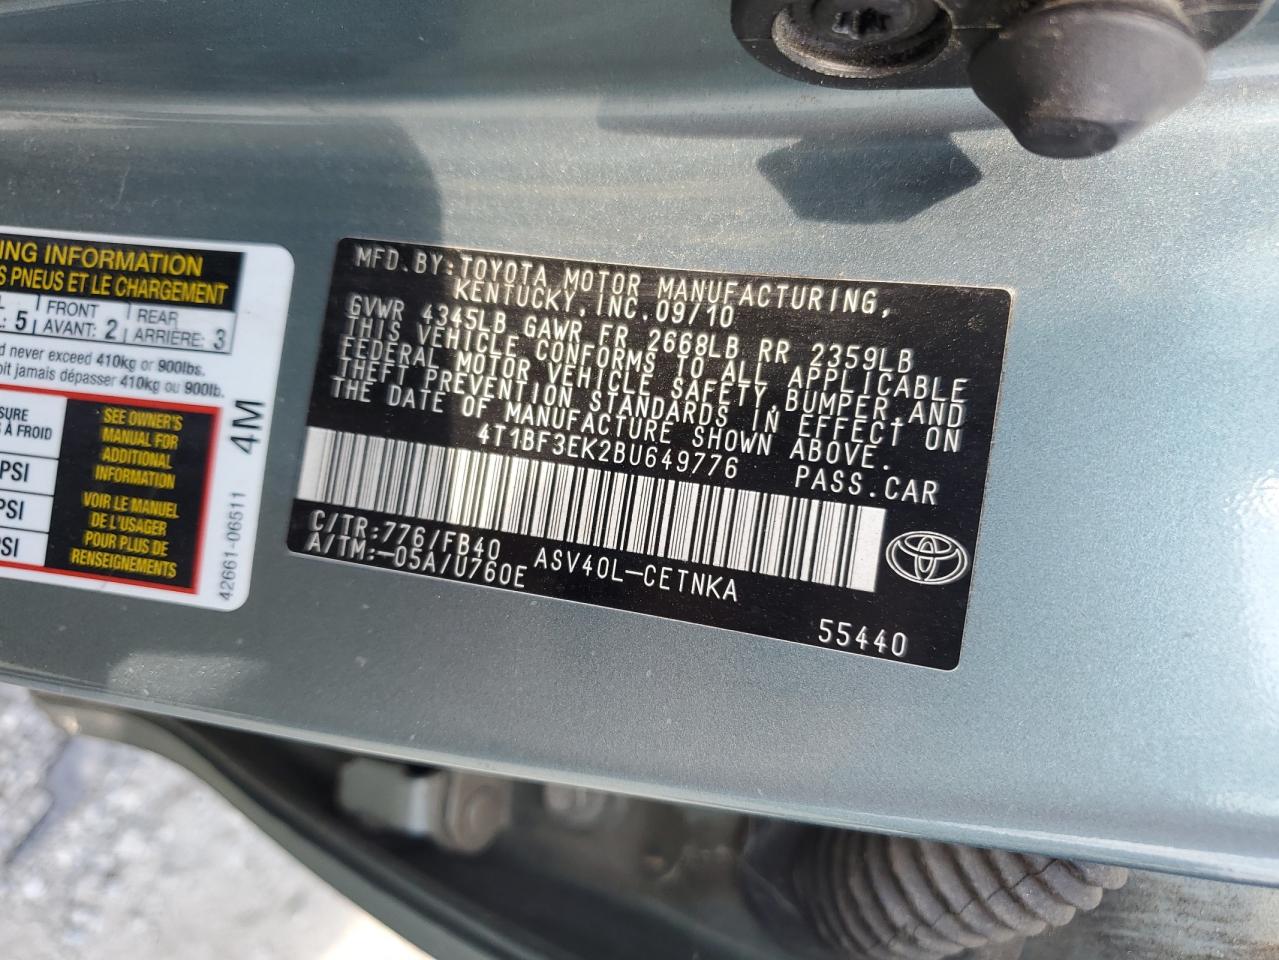 ING INFORMATION
S PNEUS ET LE CHARGEMENT
5 FRONT REAR
AVANT: 2 ARRIÈRE: 3
d never exceed 410kg or 900lbs.
oit jamais dépasser 410kg ou 900lb.
SURE
À FROID
PSI
PSI
PSI
SEE OWNER'S
MANUAL FOR
ADDITIONAL
INFORMATION
VOIR LE MANUEL
DE L'USAGER
POUR PLUS DE
RENSEIGNEMENTS
4M
42661-06511
MFD.BY:TOYOTA MOTOR MANUFACTURING,
KENTUCKY,INC.09/10
GVWR 4345LB GAWR FR 2668LB RR 2359LB
THIS VEHICLE CONFORMS TO ALL APPLICABLE
FEDERAL MOTOR VEHICLE SAFETY,BUMPER,AND
THEFT PREVENTION STANDARDS IN EFFECT ON
THE DATE OF MANUFACTURE SHOWN ABOVE.
4T1BF3EK2BU649776 PASS.CAR
C/TR:776/FB40 ASV40L-CETNKA
A/TM:-05A/U760E
55440